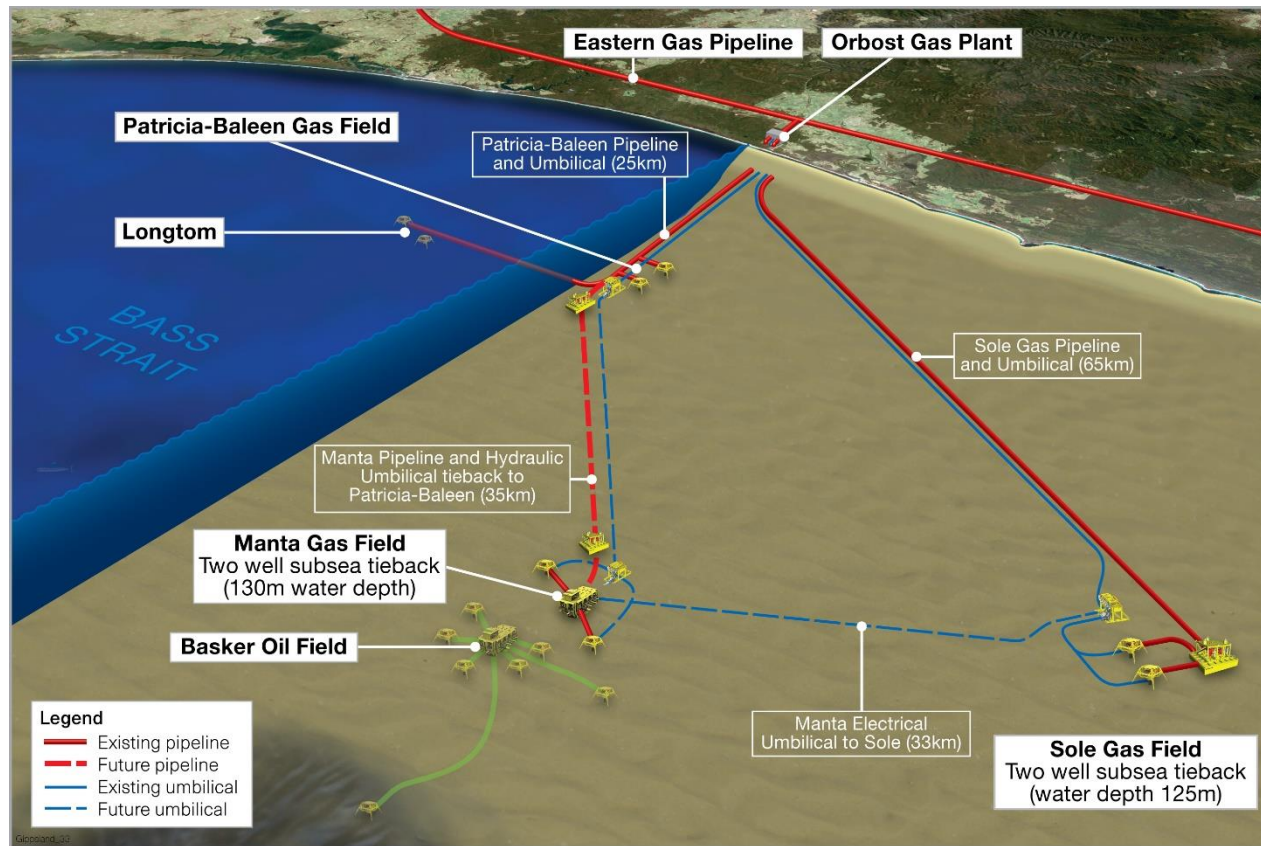 Eastern Gas Pipeline
Orbost Gas Plant
Patricia-Baleen Gas Field
Patricia-Baleen Pipeline
and Umbilical (25km)
Longtom
BASS
STRAIT
Sole Gas Pipeline
and Umbilical (65km)
Manta Pipeline and Hydraulic
Umbilical tieback to
Patricia-Baleen (35km)
Manta Gas Field
Two well subsea tieback
(130m water depth)
Basker Oil Field
Manta Electrical
Umbilical to Sole (33km)
Sole Gas Field
Two well subsea tieback
(water depth 125m)
Legend
Existing pipeline
Future pipeline
Existing umbilical
Future umbilical
Gippsland_32